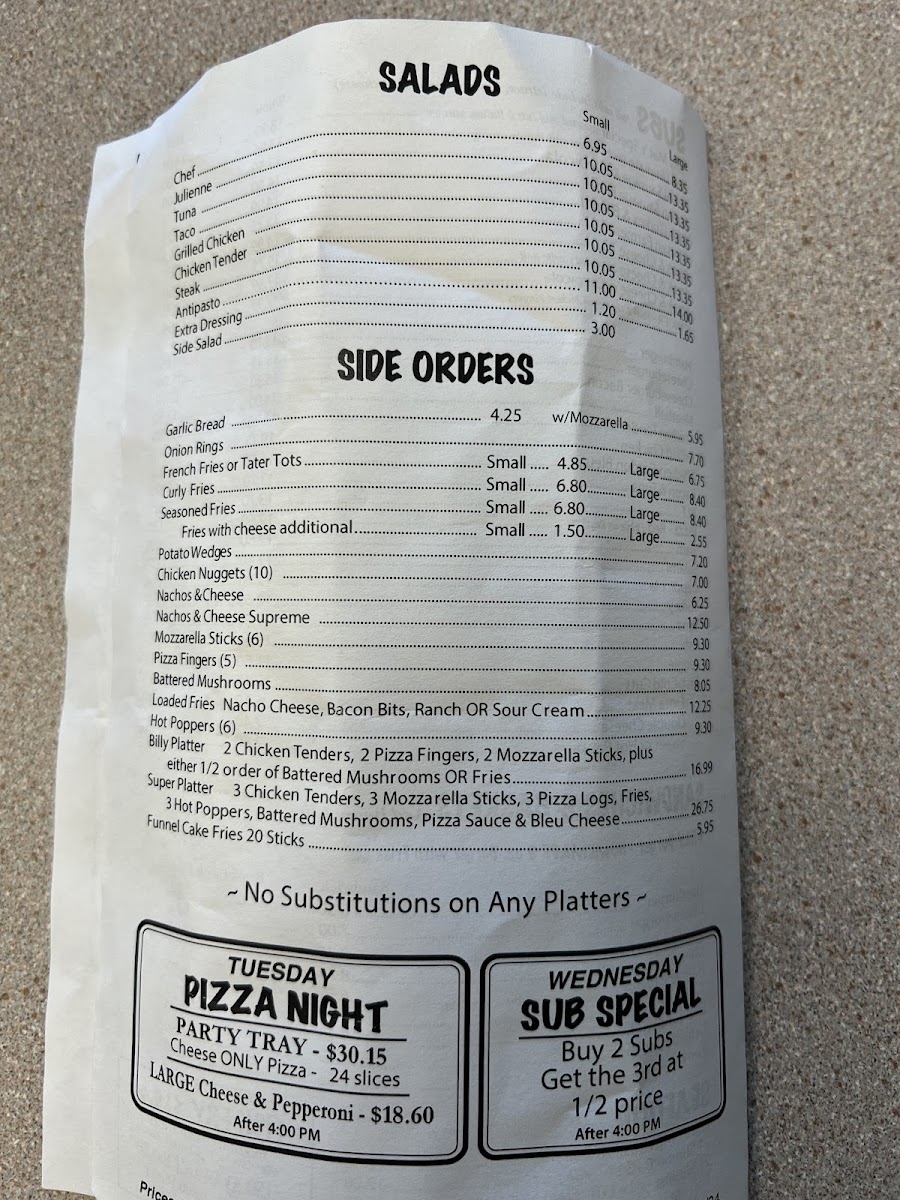 SALADS
Small Large
Chef 6.95 8.35
Julienne 10.05 13.35
Tuna 10.05 13.35
Taco 10.05 13.35
Grilled Chicken 10.05 13.35
Chicken Tender 10.05 13.35
Steak 10.05 13.35
Antipasto 11.00 14.00
Extra Dressing 1.20 1.65
Side Salad 3.00
SIDE ORDERS
Garlic Bread 4.25 w/Mozzarella 5.95
Onion Rings 7.70
French Fries or Tater Tots Small 4.85 Large 6.75
Curly Fries Small 6.80 Large 8.40
Seasoned Fries Small 6.80 Large 8.40
Fries with cheese additional Small 1.50 Large 2.55
Potato Wedges 7.20
Chicken Nuggets (10) 7.00
Nachos & Cheese 6.25
Nachos & Cheese Supreme 12.50
Mozzarella Sticks (6) 9.30
Pizza Fingers (5) 9.30
Battered Mushrooms 8.05
Loaded Fries Nacho Cheese, Bacon Bits, Ranch OR Sour Cream 12.25
Hot Poppers (6) 9.30
Billy Platter 2 Chicken Tenders, 2 Pizza Fingers, 2 Mozzarella Sticks, plus
either 1/2 order of Battered Mushrooms OR Fries 16.99
Super Platter 3 Chicken Tenders, 3 Mozzarella Sticks, 3 Pizza Logs, Fries,
3 Hot Poppers, Battered Mushrooms, Pizza Sauce & Bleu Cheese 26.75
Funnel Cake Fries 20 Sticks 5.95
~ No Substitutions on Any Platters ~
TUESDAY
PIZZA NIGHT
PARTY TRAY - $30.15
Cheese ONLY Pizza - 24 slices
LARGE Cheese & Pepperoni - $18.60
After 4:00 PM
WEDNESDAY
SUB SPECIAL
Buy 2 Subs
Get the 3rd at
1/2 price
After 4:00 PM